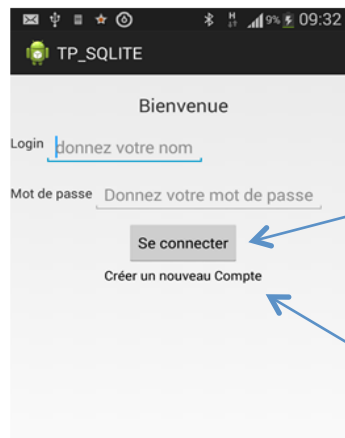 H
9% 09:32
TP_SQLITE
Bienvenue
Login donnez votre nom
Mot de passe Donnez votre mot de passe
Se connecter
Créer un nouveau Compte